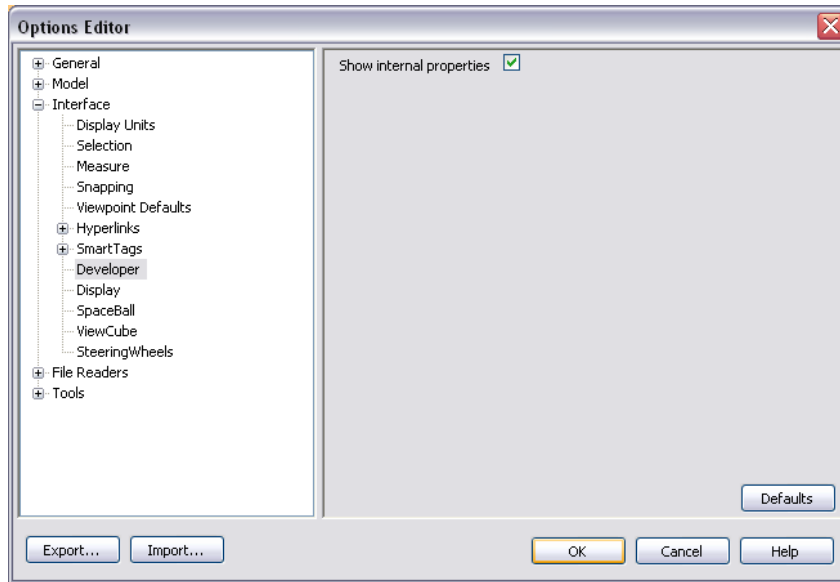 Options Editor
General
Model
Interface
Display Units
Selection
Measure
Snapping
Viewpoint Defaults
Hyperlinks
SmartTags
Developer
Display
SpaceBall
ViewCube
SteeringWheels
File Readers
Tools
Show internal properties
Defaults
Export...
Import...
OK
Cancel
Help